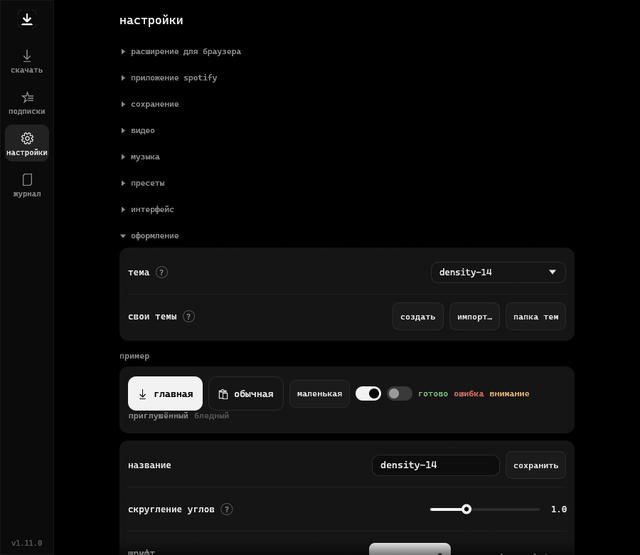 настройки
скачать
подписки
настройки
журнал
расширение для браузера
приложение spotify
сохранение
видео
музыка
пресеты
интерфейс
оформление
тема ? density-14
свои темы ? создать импорт… папка тем
пример
главная обычная маленькая готово ошибка внимание
приглушённый бледный
название density-14 сохранить
скругление углов ? 1.0
шрифт
v1.11.0